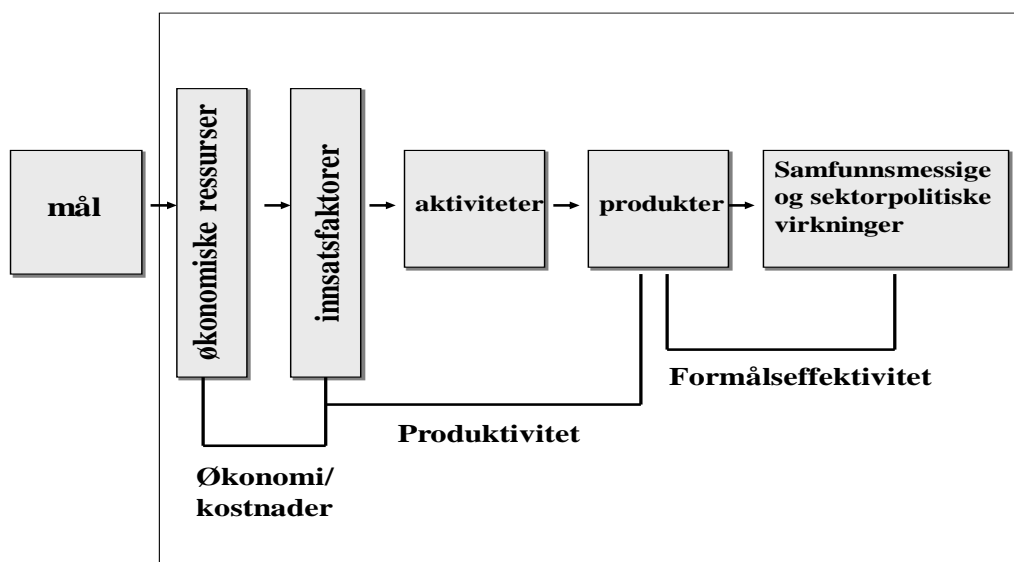 mål
økonomiske ressurser
innsatsfaktorer
aktiviteter
produkter
Samfunnsmessige
og sektorpolitiske
virkninger
Formålseffektivitet
Produktivitet
Økonomi/
kostnader